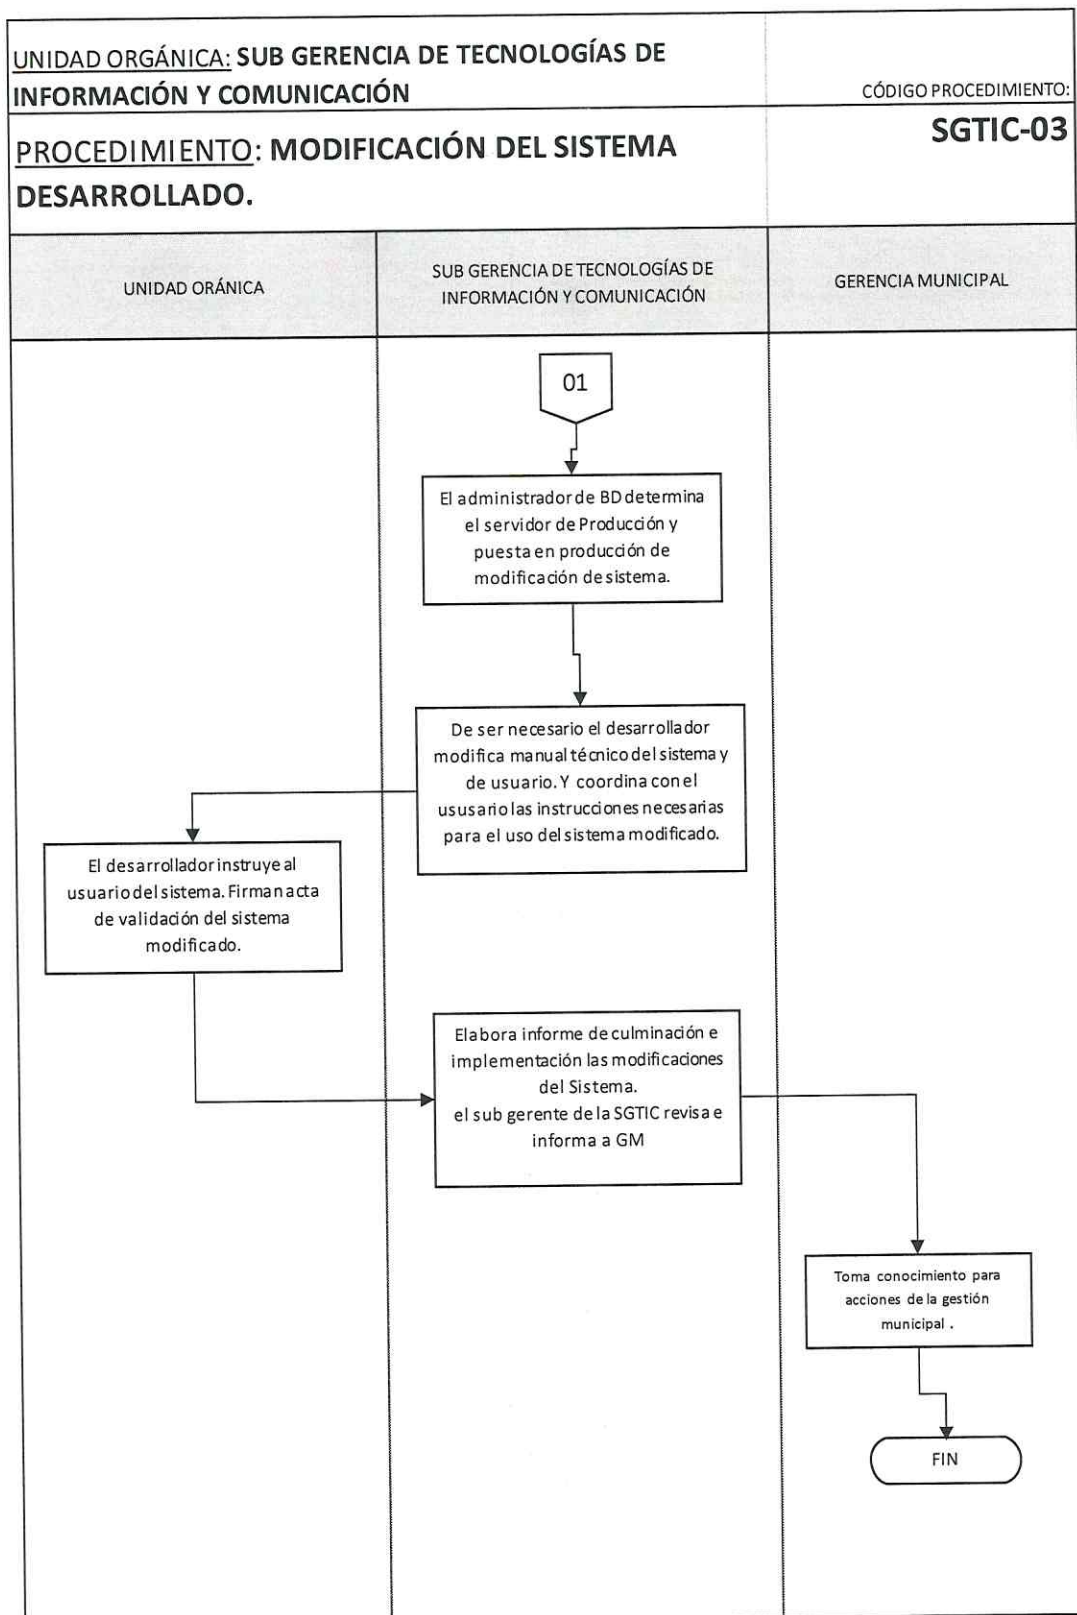 UNIDAD ORGÁNICA: SUB GERENCIA DE TECNOLOGÍAS DE
INFORMACIÓN Y COMUNICACIÓN
CÓDIGO PROCEDIMIENTO:
SGTIC-03
PROCEDIMIENTO: MODIFICACIÓN DEL SISTEMA
DESARROLLADO.
UNIDAD ORÁNICA
SUB GERENCIA DE TECNOLOGÍAS DE
INFORMACIÓN Y COMUNICACIÓN
GERENCIA MUNICIPAL
01
El administrador de BD determina
el servidor de Producción y
puesta en producción de
modificación de sistema.
De ser necesario el desarrollador
modifica manual técnico del sistema y
de usuario. Y coordina con el
ususario las instrucciones necesarias
para el uso del sistema modificado.
El desarrollador instruye al
usuario del sistema. Firman acta
de validación del sistema
modificado.
Elabora informe de culminación e
implementación las modificaciones
del Sistema.
el sub gerente de la SGTIC revisa e
informa a GM
Toma conocimiento para
acciones de la gestión
municipal .
FIN